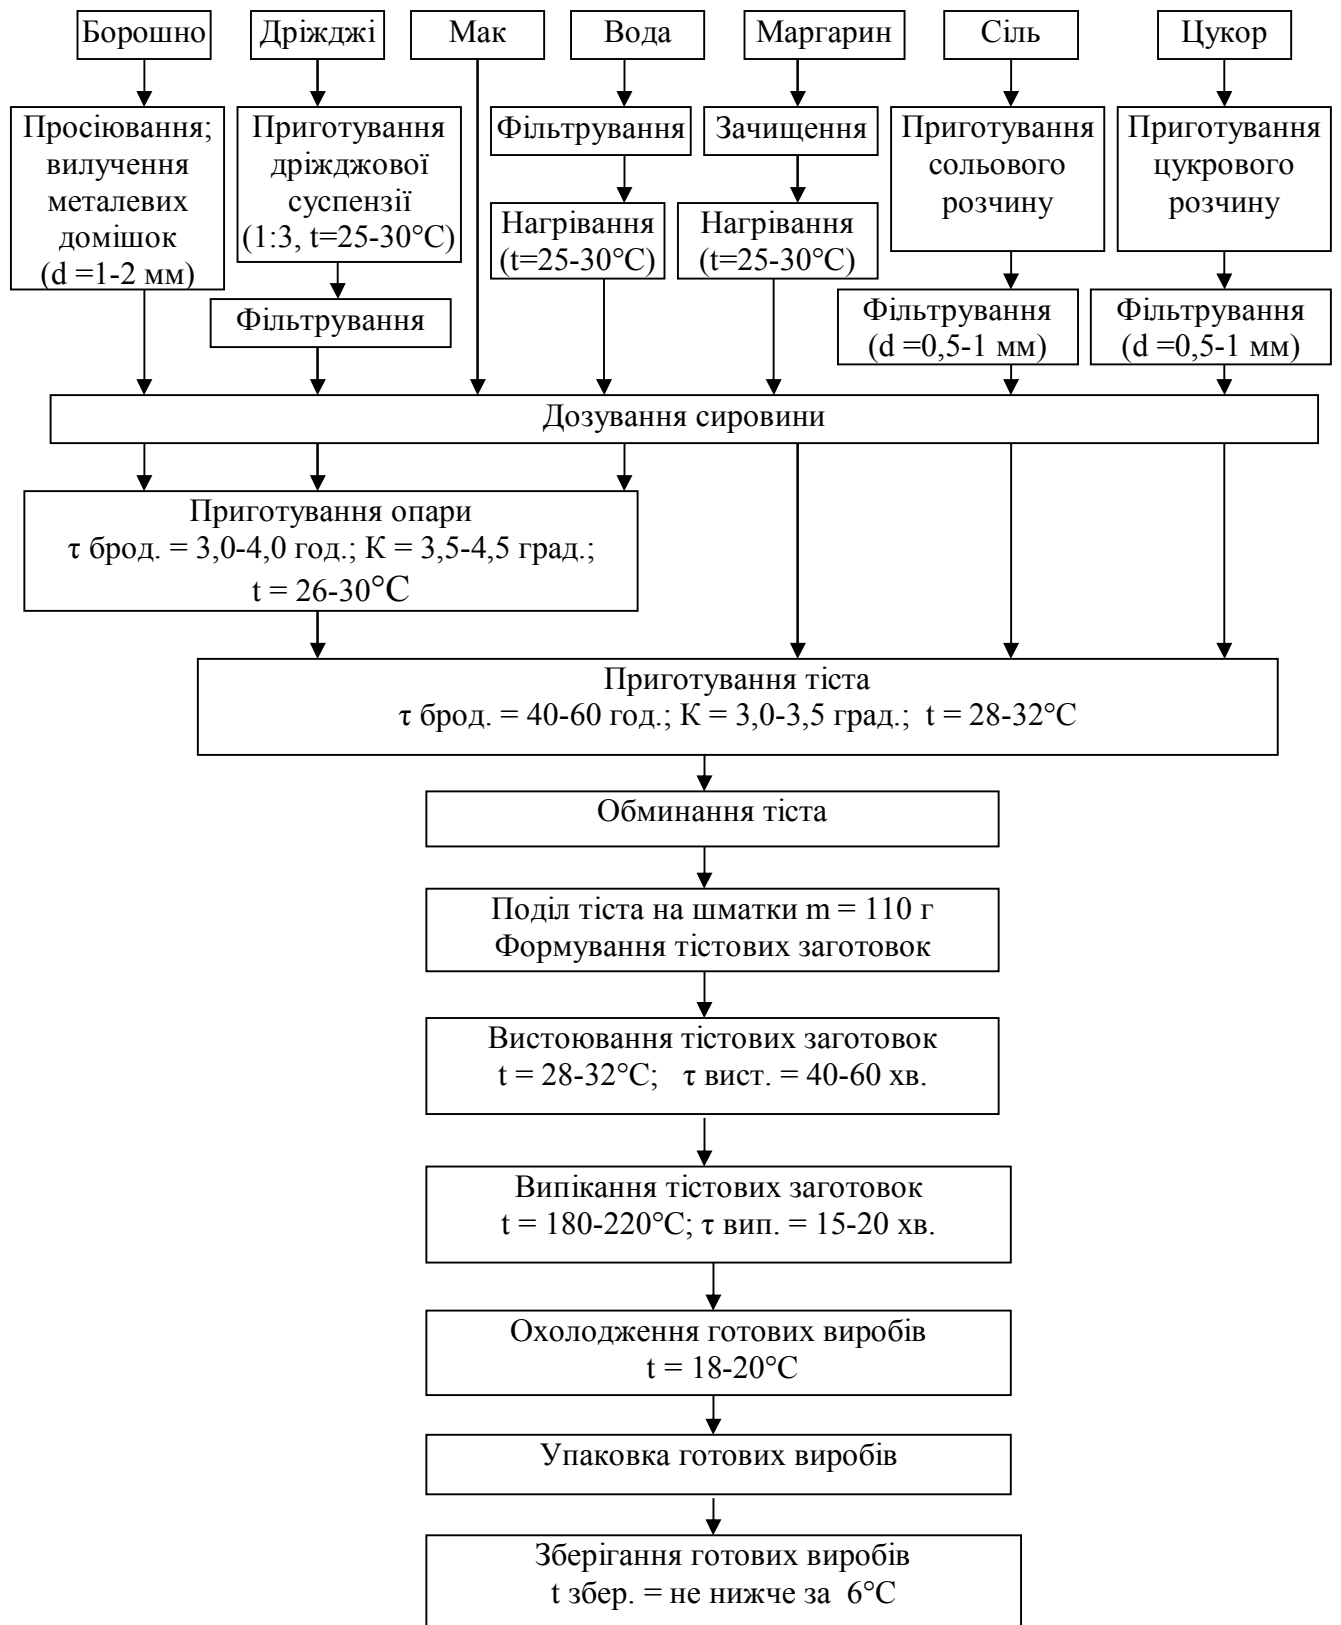 Борошно
Дріжджі
Мак
Вода
Маргарин
Сіль
Цукор
Просіювання;
вилучення
металевих
домішок
(d =1-2 мм)
Приготування
дріжджової
суспензії
(1:3, t=25-30°С)
Фільтрування
Зачищення
Приготування
сольового
розчину
Приготування
цукрового
розчину
Нагрівання
(t=25-30°С)
Нагрівання
(t=25-30°С)
Фільтрування
Фільтрування
(d =0,5-1 мм)
Фільтрування
(d =0,5-1 мм)
Дозування сировини
Приготування опари
τ брод. = 3,0-4,0 год.; К = 3,5-4,5 град.;
t = 26-30°С
Приготування тіста
τ брод. = 40-60 год.; К = 3,0-3,5 град.; t = 28-32°С
Обминання тіста
Поділ тіста на шматки m = 110 г
Формування тістових заготовок
Вистоювання тістових заготовок
t = 28-32°С; τ вист. = 40-60 хв.
Випікання тістових заготовок
t = 180-220°С; τ вип. = 15-20 хв.
Охолодження готових виробів
t = 18-20°С
Упаковка готових виробів
Зберігання готових виробів
t збер. = не нижче за 6°С